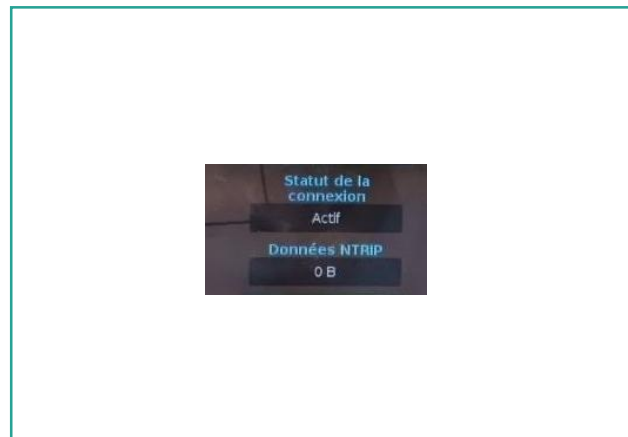 Statut de la
connexion
Actif
Données NTRIP
0 B